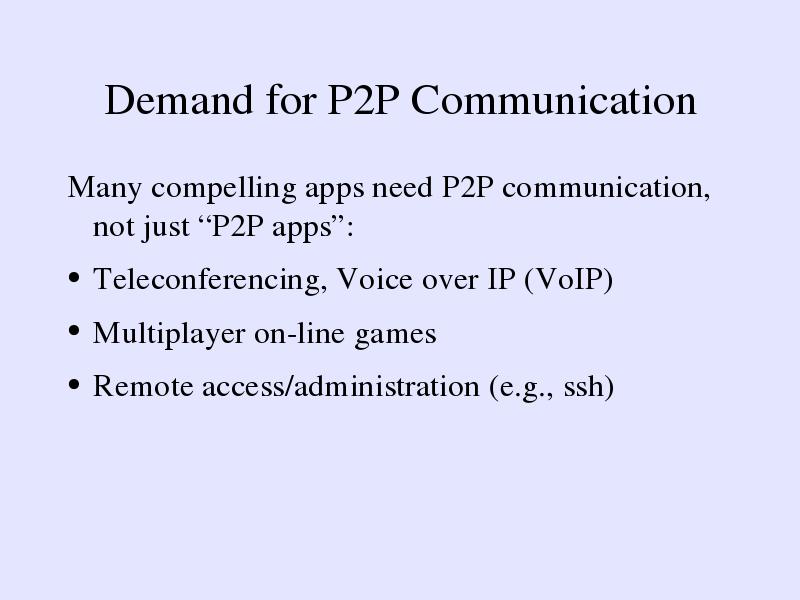 Demand for P2P Communication
Many compelling apps need P2P communication,
not just “P2P apps”:
• Teleconferencing, Voice over IP (VoIP)
• Multiplayer on-line games
• Remote access/administration (e.g., ssh)